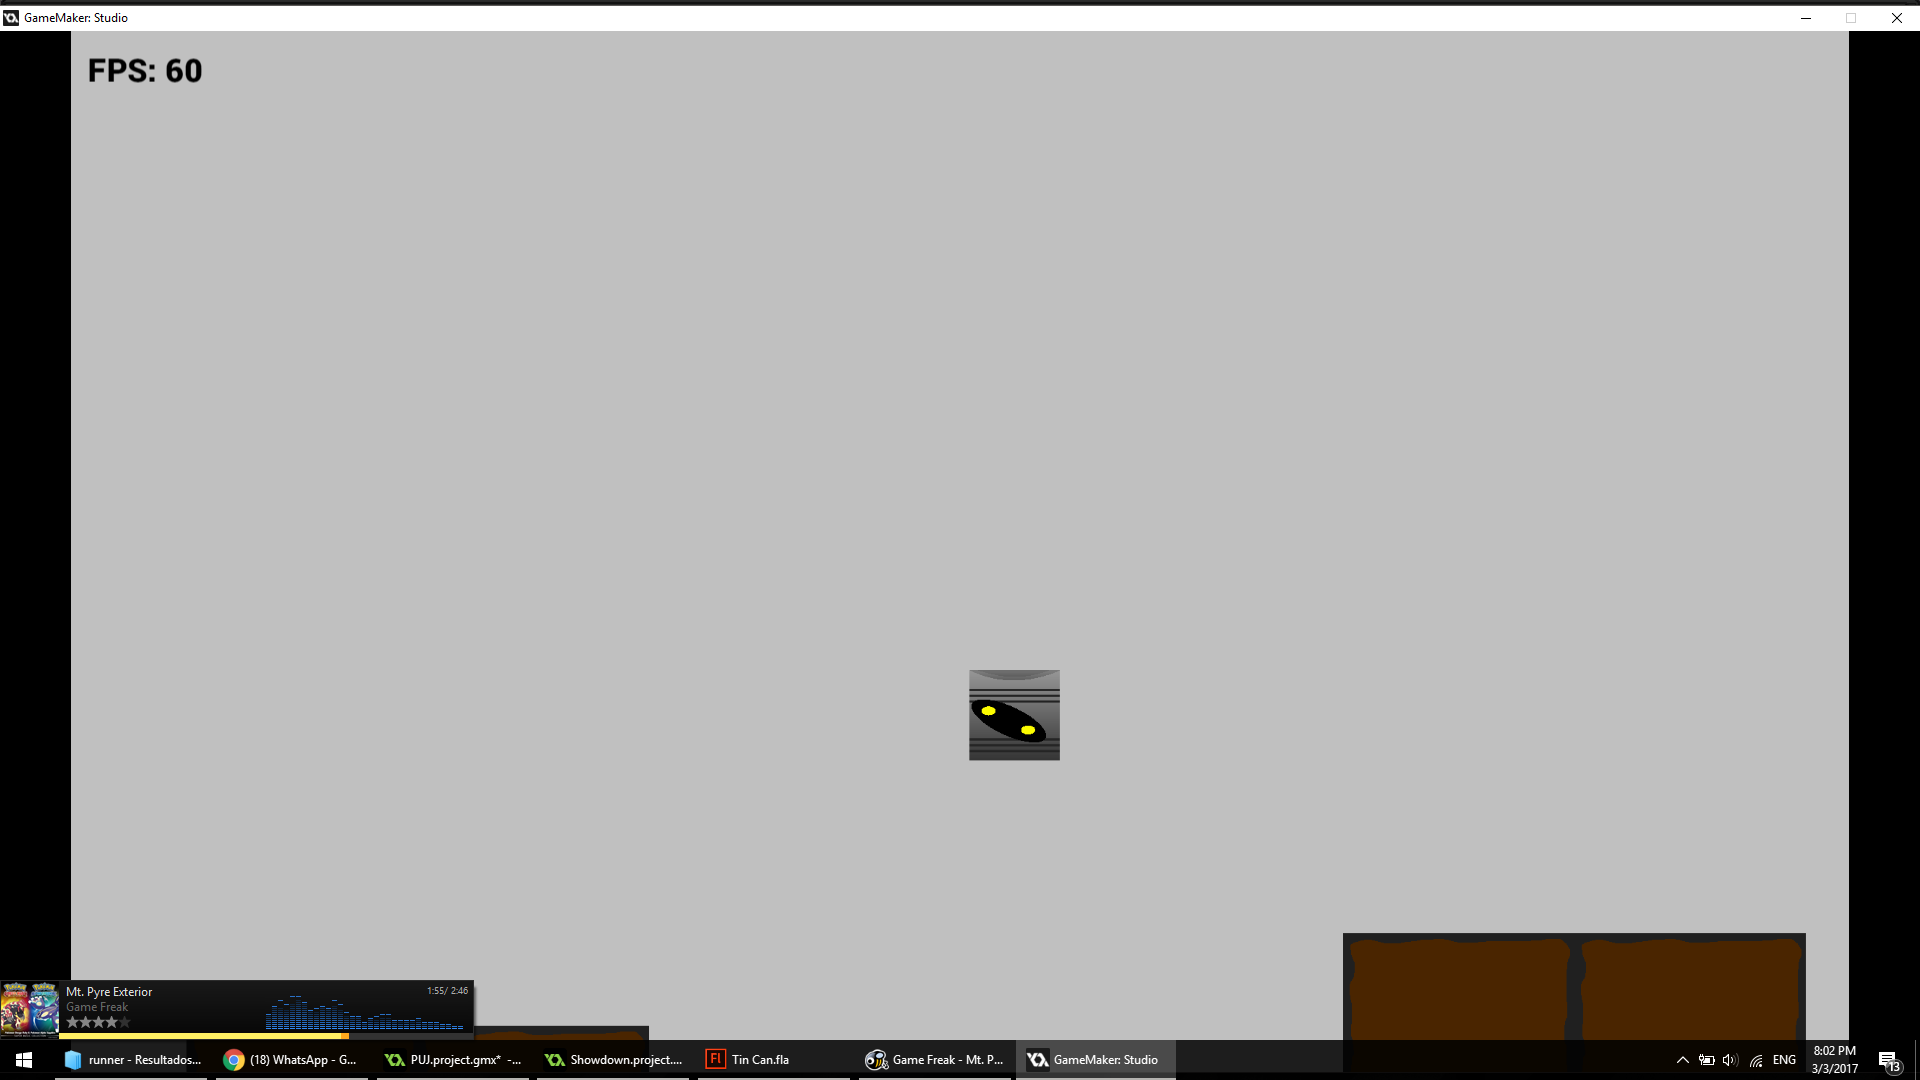 GameMaker: Studio
FPS: 60
Mt. Pyre Exterior
1:55/ 2:46
Game Freak
runner - Resultados...
(18) WhatsApp - G...
PUJ.project.gmx* -...
Showdown.project....
Fl
Tin Can.fla
Game Freak - Mt. P...
GameMaker: Studio
ENG
8:02 PM
3/3/2017
13